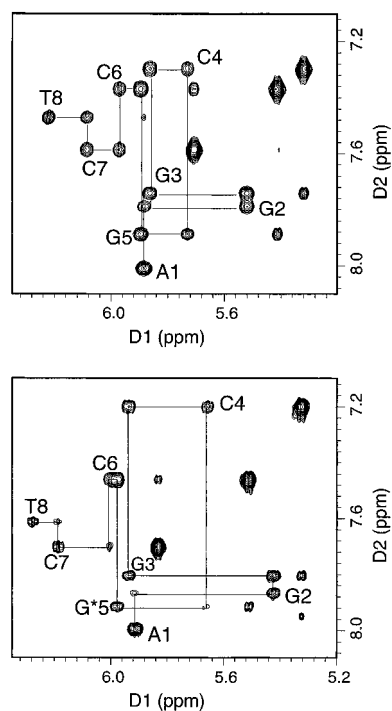 7.2
C4
C6
T8
7.6
D2 (ppm)
C7
G3
G2
G5
A1
8.0
6.0 5.6
D1 (ppm)
7.2
C4
C6
T8
7.6
D2 (ppm)
C7
G3
G2
G*5
A1
8.0
6.0 5.6 5.2
D1 (ppm)